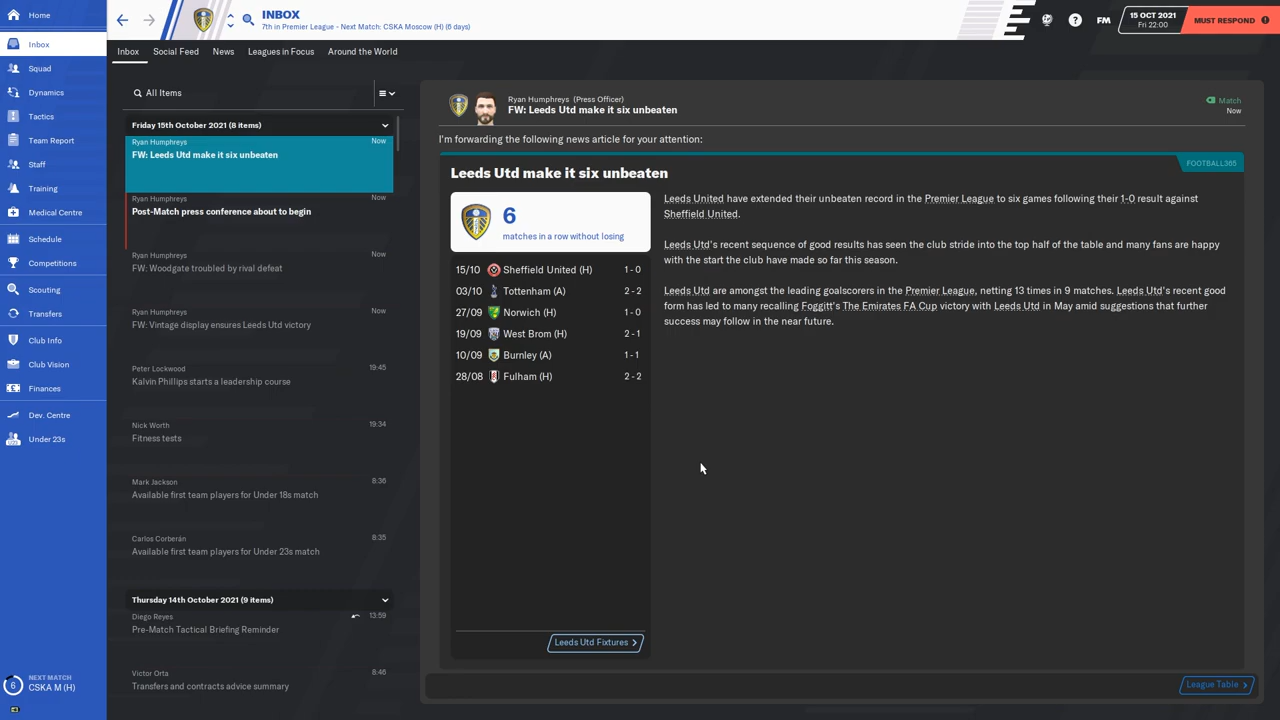 Home
Inbox
Squad
Dynamics
Tactics
Team Report
Staff
Training
Medical Centre
Schedule
Competitions
Scouting
Transfers
Club Info
Club Vision
Finances
Dev. Centre
Under 23s
6
NEXT MATCH
CSKA M (H)
INBOX
7th in Premier League - Next Match: CSKA Moscow (H) (6 days)
FM
15 OCT 2021
Fri 22:00
MUST RESPOND
Inbox Social Feed News Leagues in Focus Around the World
All Items
Friday 15th October 2021 (8 items)
Ryan Humphreys Now
FW: Leeds Utd make it six unbeaten
Ryan Humphreys Now
Post-Match press conference about to begin
Ryan Humphreys Now
FW: Woodgate troubled by rival defeat
Ryan Humphreys Now
FW: Vintage display ensures Leeds Utd victory
Peter Lockwood 19:45
Kalvin Phillips starts a leadership course
Nick Worth 19:34
Fitness tests
Mark Jackson 8:36
Available first team players for Under 18s match
Carlos Corberán 8:35
Available first team players for Under 23s match
Thursday 14th October 2021 (9 items)
Diego Reyes 13:59
Pre-Match Tactical Briefing Reminder
Victor Orta 8:46
Transfers and contracts advice summary
Ryan Humphreys (Press Officer)
FW: Leeds Utd make it six unbeaten
Match
Now
I'm forwarding the following news article for your attention:
FOOTBALL365
Leeds Utd make it six unbeaten
6
matches in a row without losing
15/10 Sheffield United (H) 1 - 0
03/10 Tottenham (A) 2 - 2
27/09 Norwich (H) 1 - 0
19/09 West Brom (H) 2 - 1
10/09 Burnley (A) 1 - 1
28/08 Fulham (H) 2 - 2
Leeds Utd Fixtures
Leeds United have extended their unbeaten record in the Premier League to six games following their 1-0 result against
Sheffield United.
Leeds Utd's recent sequence of good results has seen the club stride into the top half of the table and many fans are happy
with the start the club have made so far this season.
Leeds Utd are amongst the leading goalscorers in the Premier League, netting 13 times in 9 matches. Leeds Utd's recent good
form has led to many recalling Foggitt's The Emirates FA Cup victory with Leeds Utd in May amid suggestions that further
success may follow in the near future.
League Table